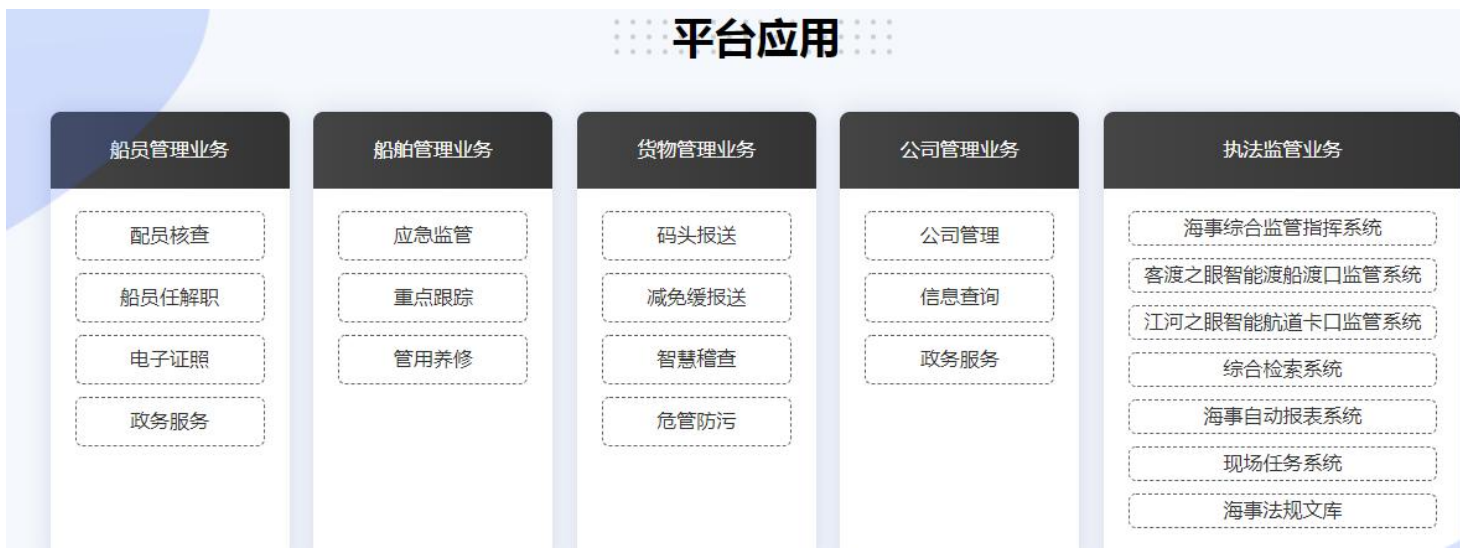 平台应用
船员管理业务
配员核查
船员任解职
电子证照
政务服务
船舶管理业务
应急监管
重点跟踪
管用养修
货物管理业务
码头报送
减免缓报送
智慧稽查
危管防污
公司管理业务
公司管理
信息查询
政务服务
执法监管业务
海事综合监管指挥系统
客渡之眼智能渡船渡口监管系统
江河之眼智能航道卡口监管系统
综合检索系统
海事自动报表系统
现场任务系统
海事法规文库